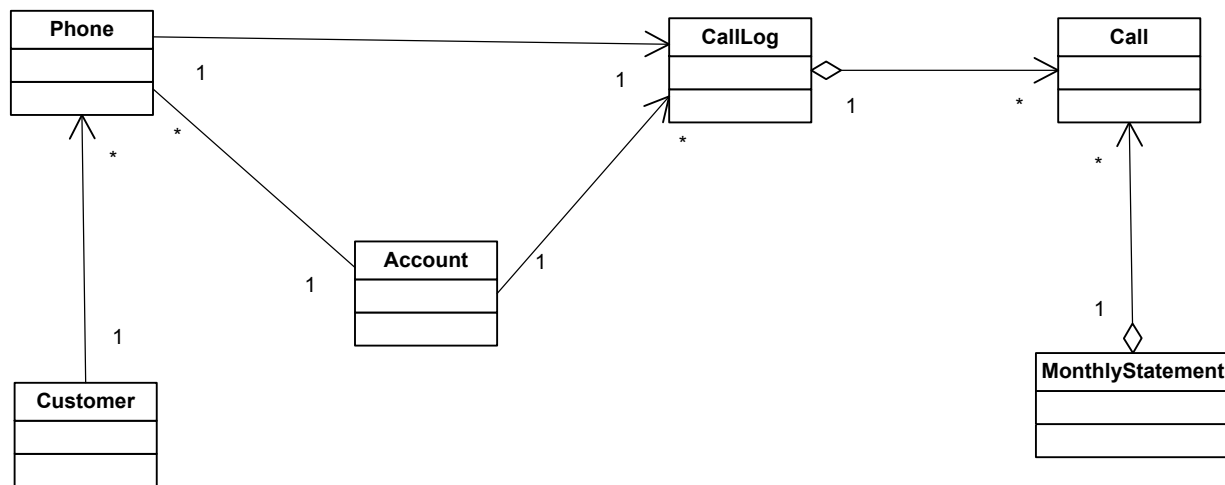 Phone
CallLog
Call
1
1
1
*
*
*
*
*
Account
1
1
1
1
MonthlyStatement
Customer